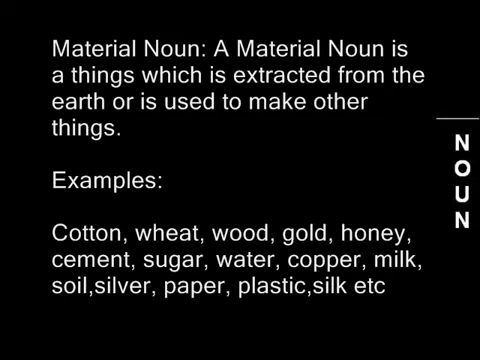 Material Noun: A Material Noun is
a things which is extracted from the
earth or is used to make other
things.
Examples:
Cotton, wheat, wood, gold, honey,
cement, sugar, water, copper, milk,
soil,silver, paper, plastic,silk etc
NOUN